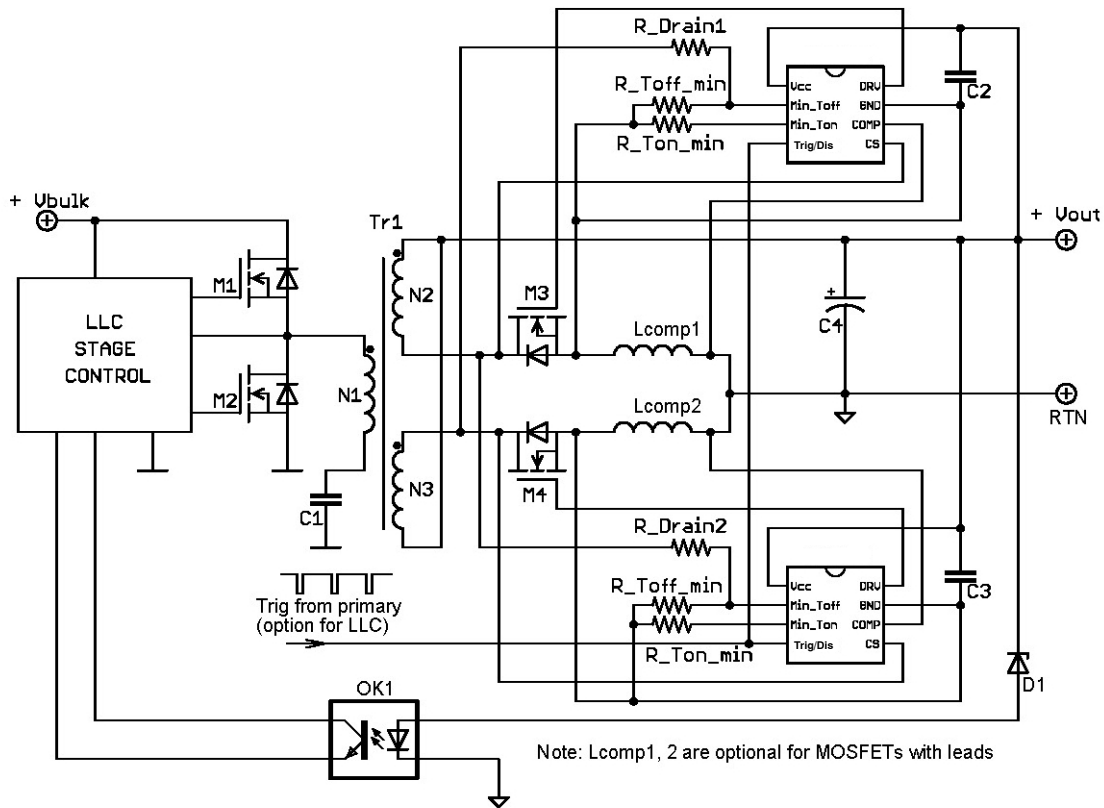 R_Drain1
R_Toff_min
R_Ton_min
Vcc
Min_Toff
Min_Ton
Trig/Dis
DRV
GND
COMP
CS
C2
+ Vbulk
Tr1
+ Vout
M1
N2
M3
LLC
STAGE
CONTROL
Lcomp1
+
C4
M2
N1
Lcomp2
RTN
N3
M4
C1
R_Drain2
R_Toff_min
R_Ton_min
Vcc
Min_Toff
Min_Ton
Trig/Dis
DRV
GND
COMP
CS
C3
Trig from primary
(option for LLC)
D1
OK1
Note: Lcomp1, 2 are optional for MOSFETs with leads